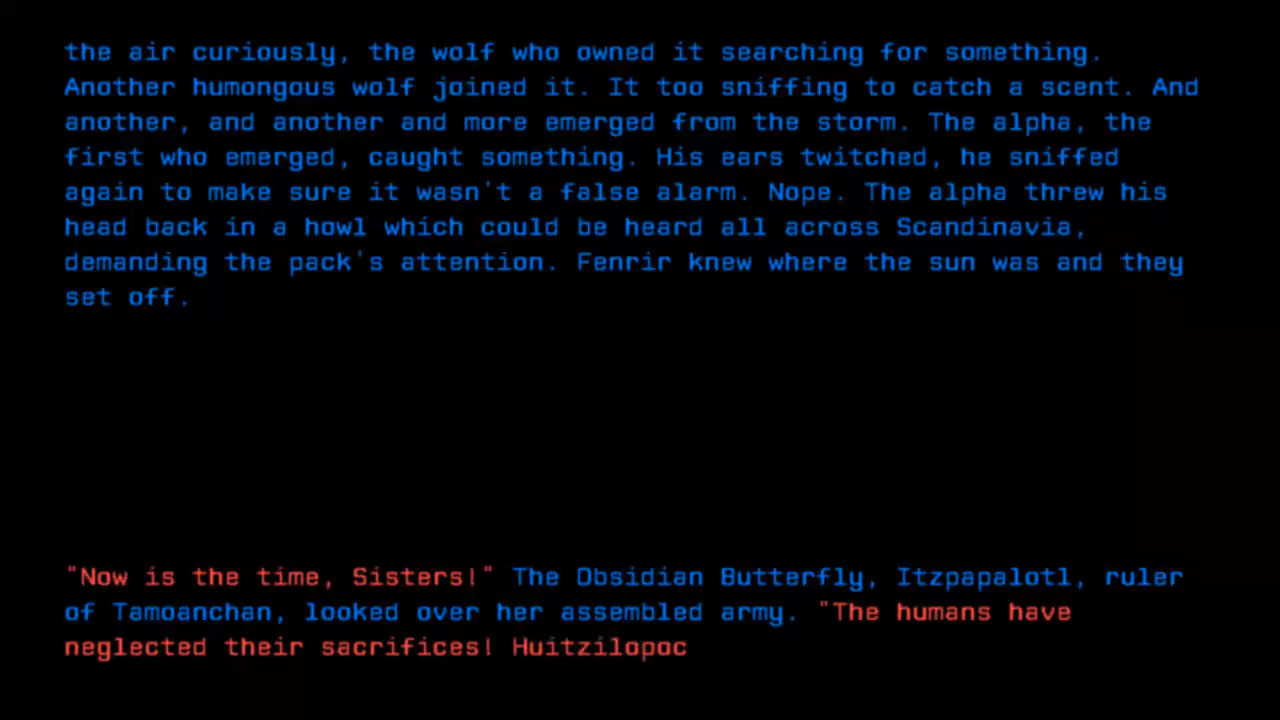 the air curiously, the wolf who owned it searching for something.
Another humongous wolf joined it. It too sniffing to catch a scent. And
another, and another and more emerged from the storm. The alpha, the
first who emerged, caught something. His ears twitched, he sniffed
again to make sure it wasn't a false alarm. Nope. The alpha threw his
head back in a howl which could be heard all across Scandinavia,
demanding the pack's attention. Fenrir knew where the sun was and they
set off.
"Now is the time, Sisters!" The Obsidian Butterfly, Itzpapalotl, ruler
of Tamoanchan, looked over her assembled army. "The humans have
neglected their sacrifices! Huitzilopoc